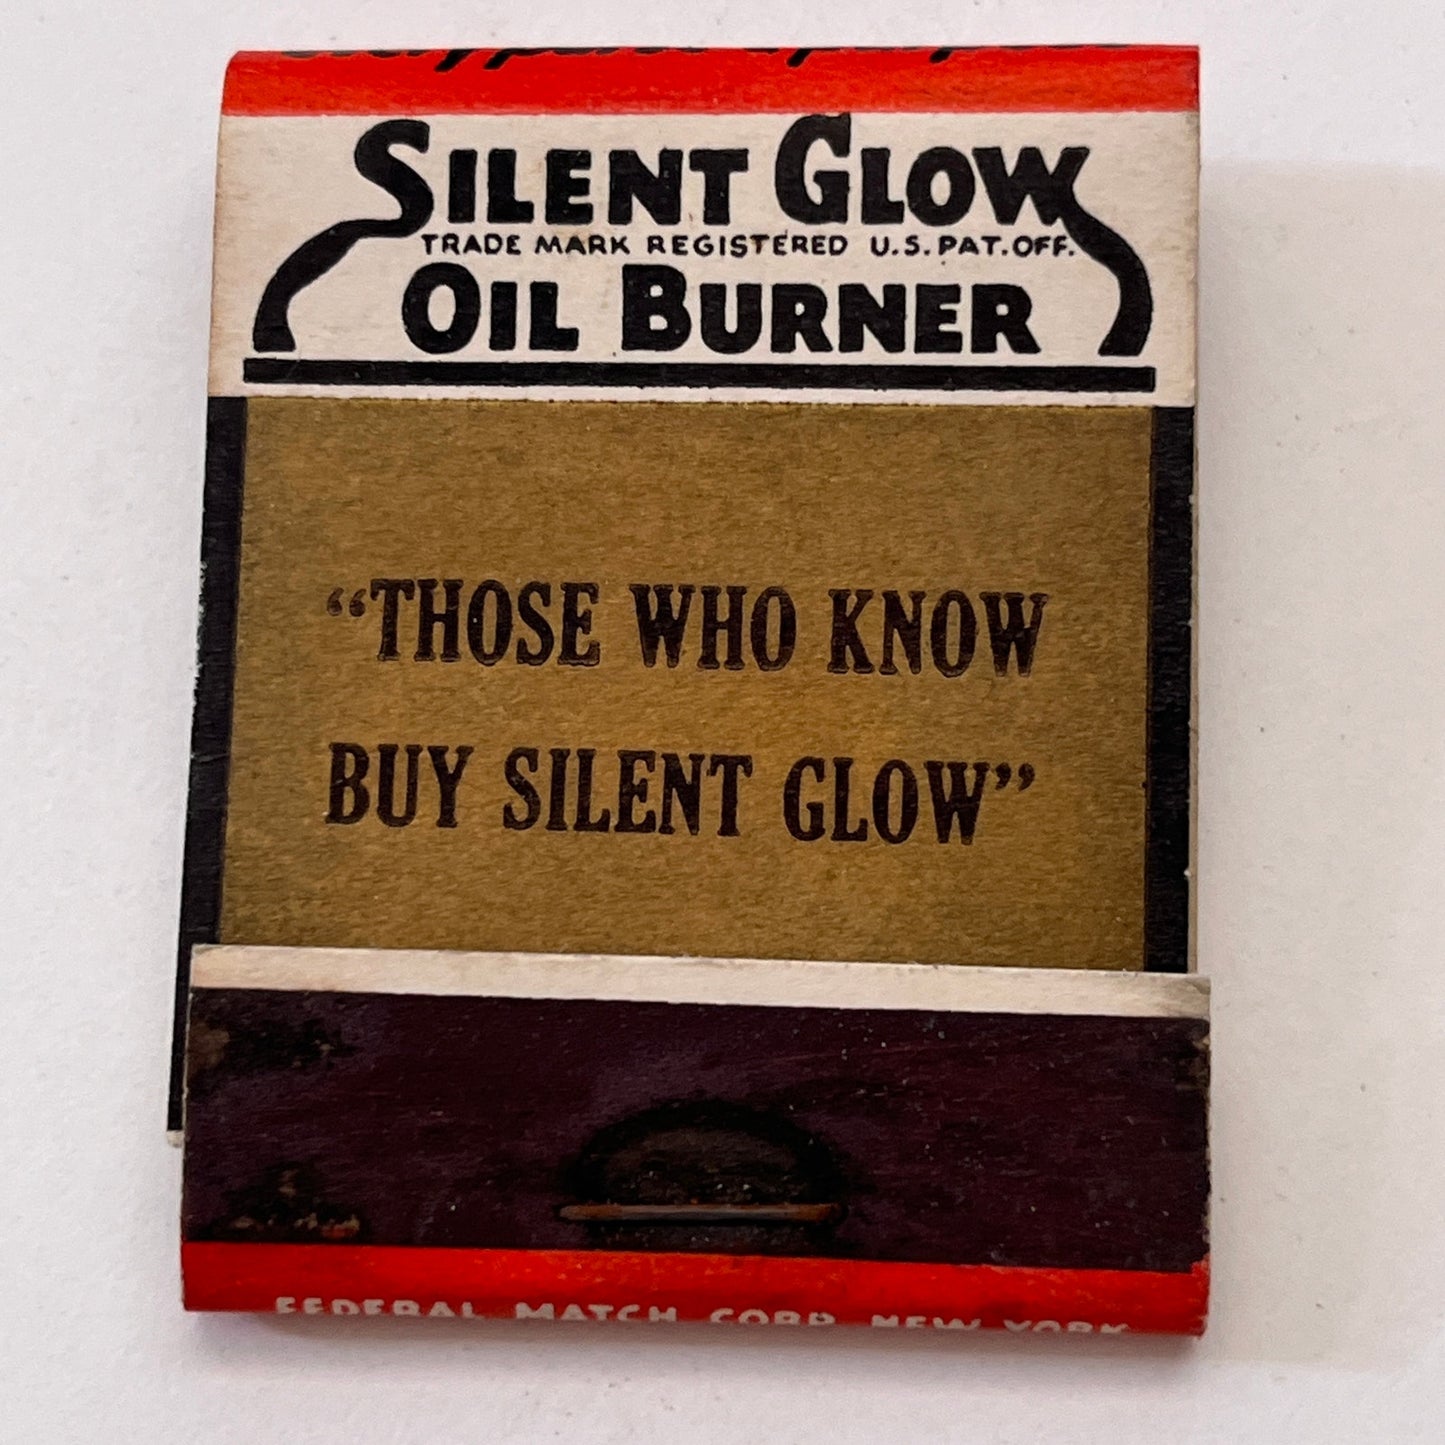 SILENT GLOW
TRADE MARK REGISTERED U.S. PAT. OFF.
OIL BURNER
“THOSE WHO KNOW
BUY SILENT GLOW”
FEDERAL MATCH CORP. NEW YORK